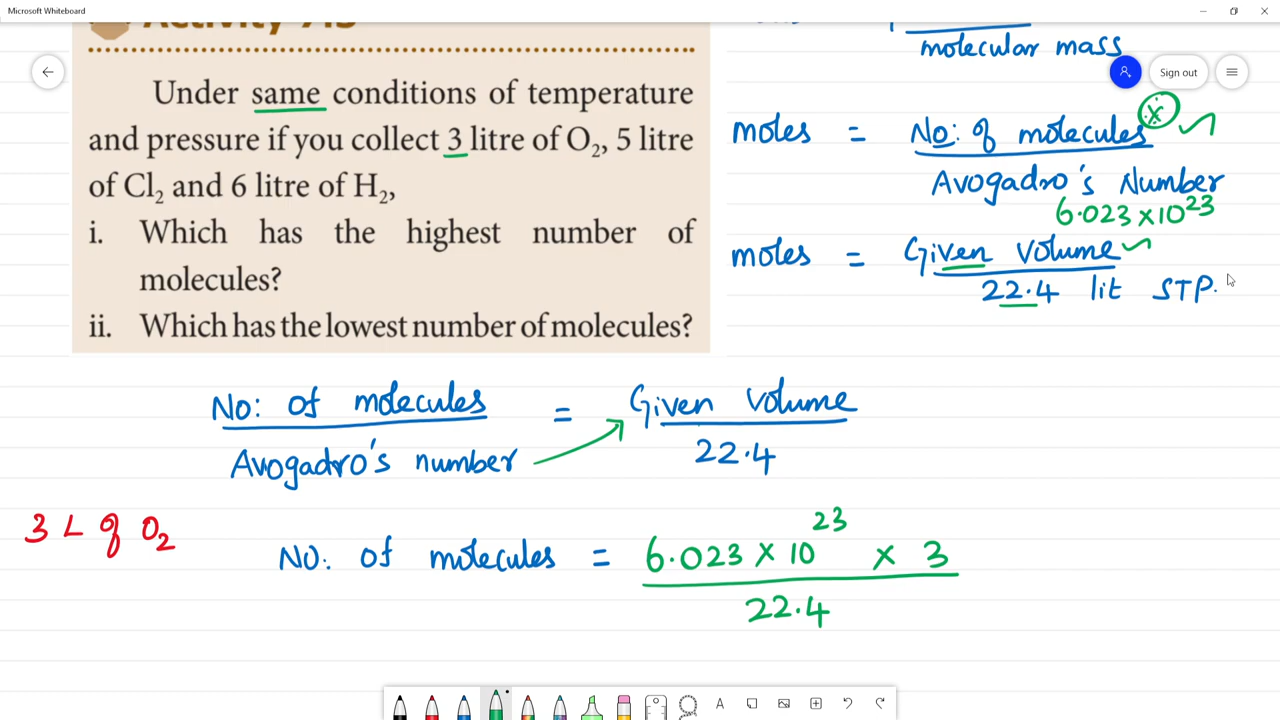 Microsoft Whiteboard
Sign out
Under same conditions of temperature
and pressure if you collect 3 litre of O₂, 5 litre
of Cl₂ and 6 litre of H₂,
i. Which has the highest number of
molecules?
ii. Which has the lowest number of molecules?
molecular mass
moles = No: of molecules x
Avogadro's Number
6.023 x 10²³
moles = Given volume
22.4 lit STP.
No: of molecules = Given volume
Avogadro's number 22.4
3 L of O₂
No: of molecules = 6.023 x 10²³ x 3
22.4